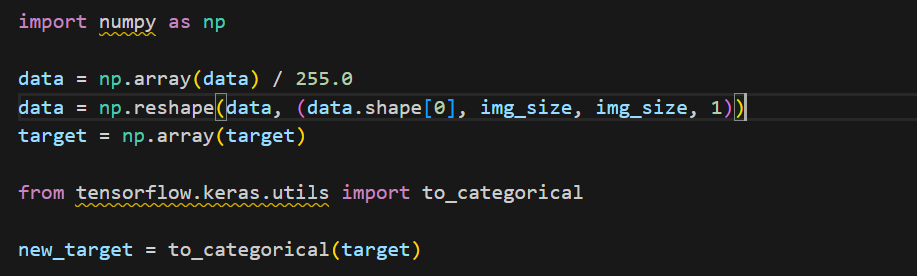 import numpy as np
data = np.array(data) / 255.0
data = np.reshape(data, (data.shape[0], img_size, img_size, 1))
target = np.array(target)
from tensorflow.keras.utils import to_categorical
new_target = to_categorical(target)